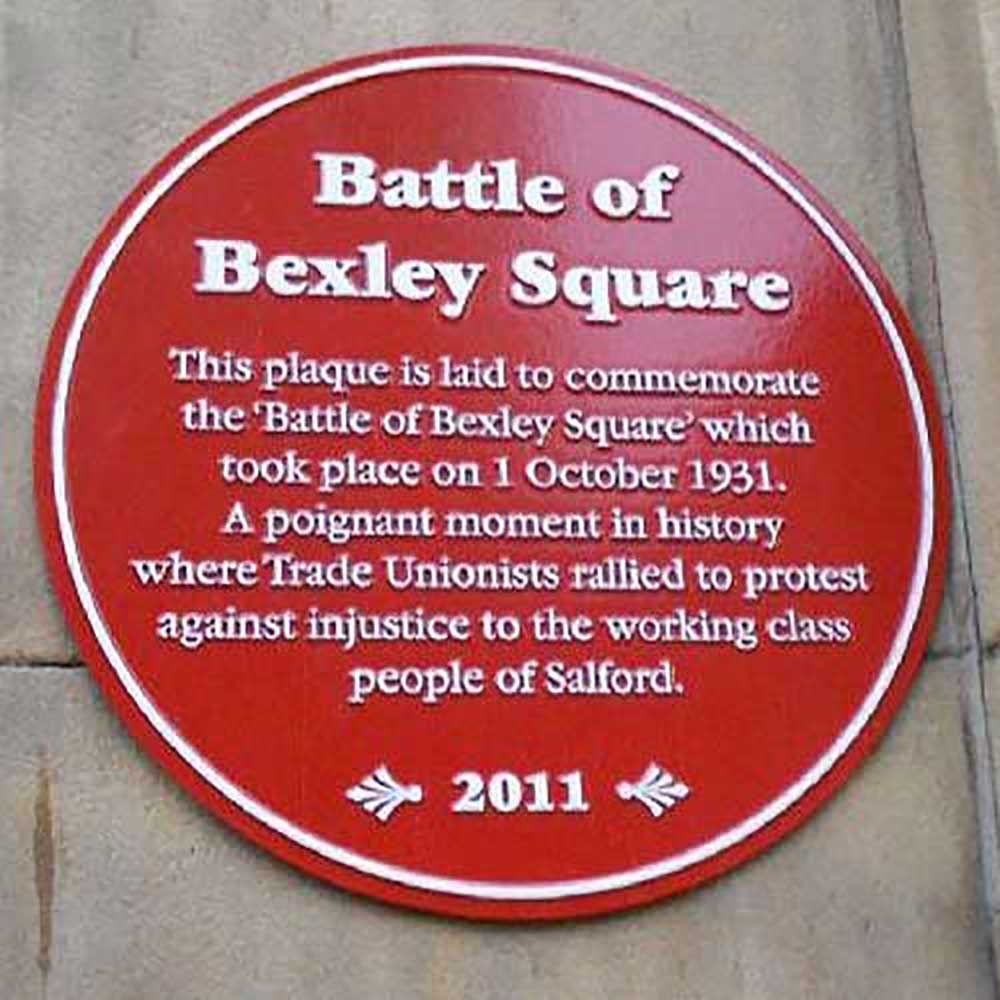 Battle of
Bexley Square
This plaque is laid to commemorate
the 'Battle of Bexley Square' which
took place on 1 October 1931.
A poignant moment in history
where Trade Unionists rallied to protest
against injustice to the working class
people of Salford.
2011